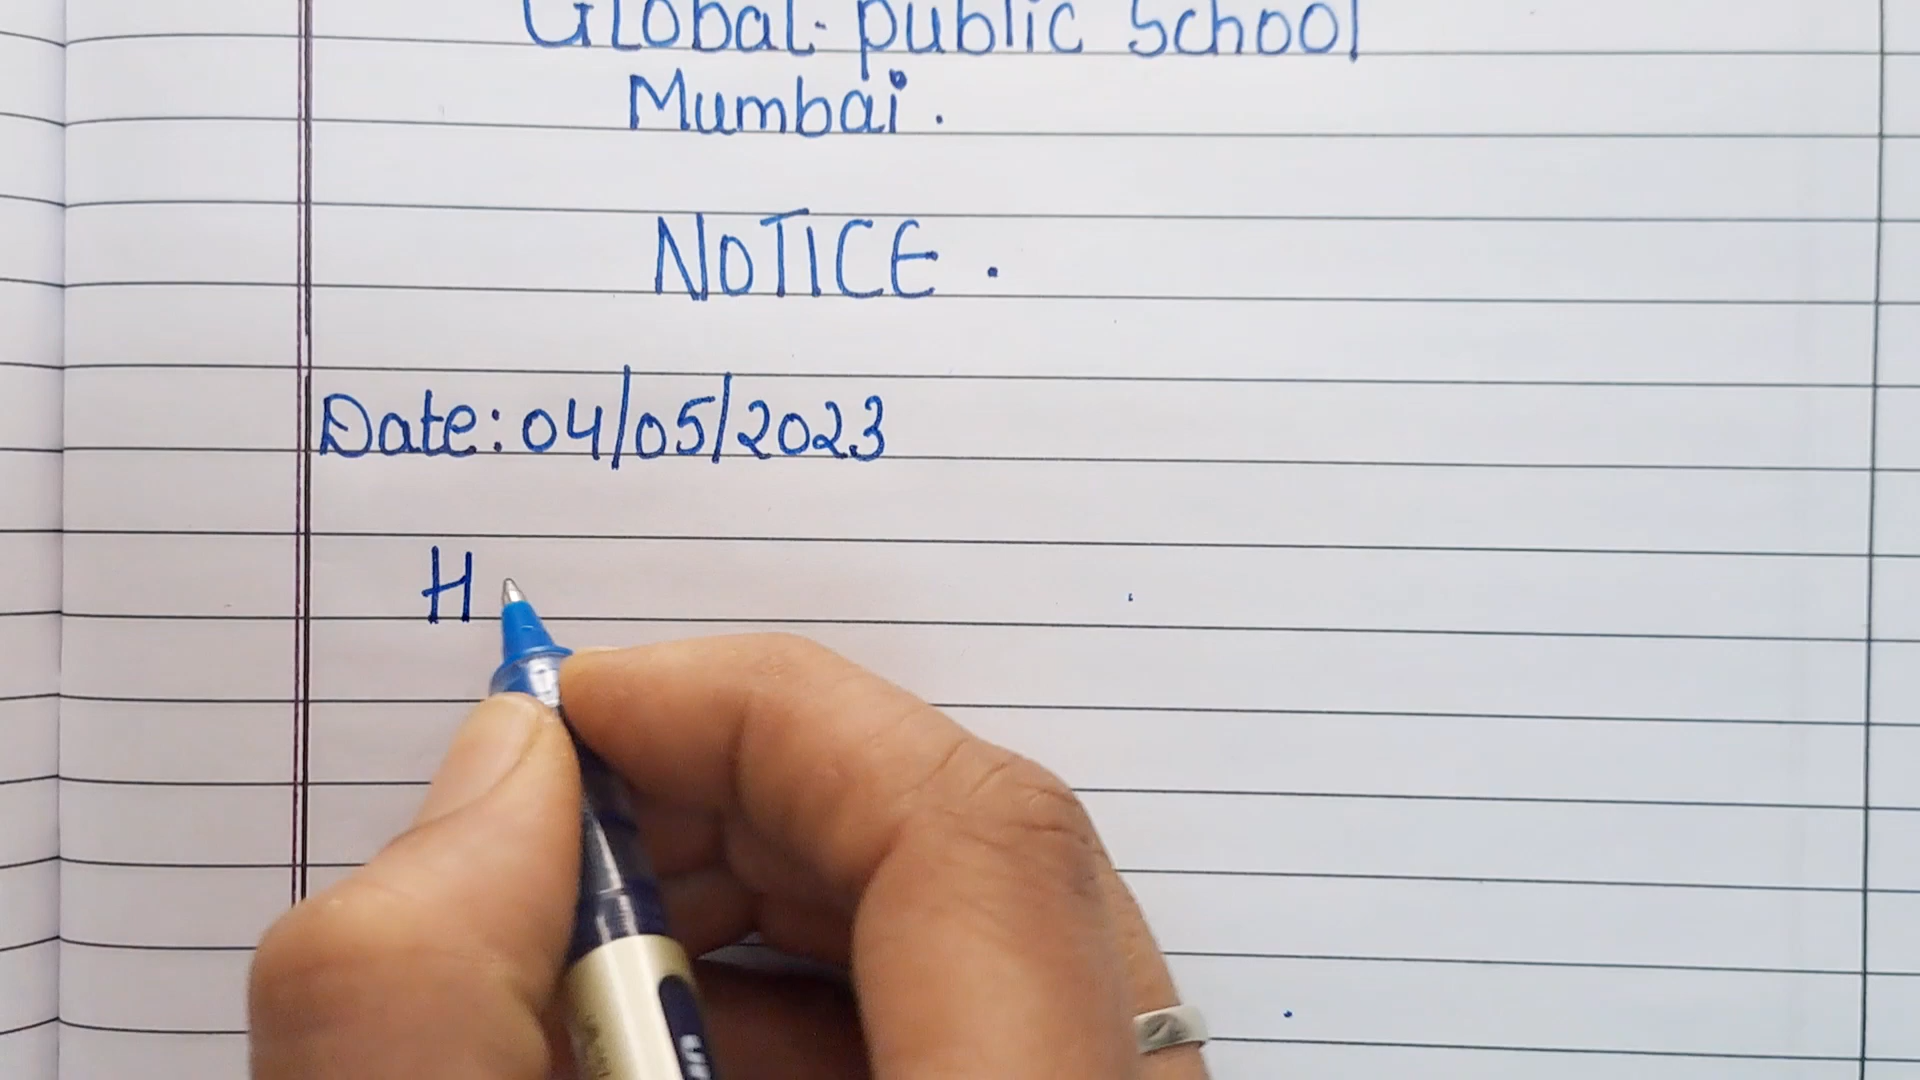 Global public School
Mumbai.
NOTICE.
Date: 04/05/2023
H